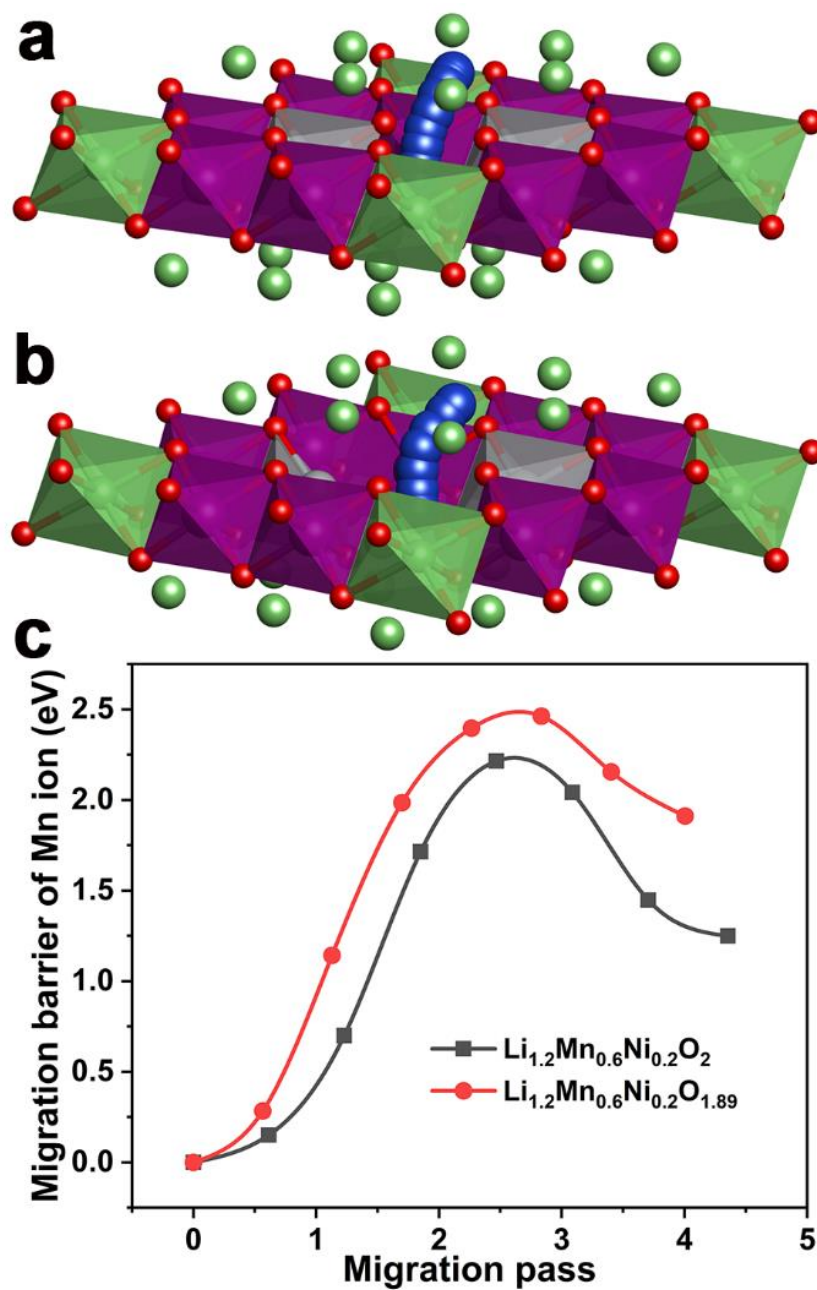 a
b
c
Migration barrier of Mn ion (eV)
2.5
2.0
1.5
1.0
0.5
0.0
Li₁.₂Mn₀.₆Ni₀.₂O₂
Li₁.₂Mn₀.₆Ni₀.₂O₁.₈₉
0 1 2 3 4 5
Migration pass